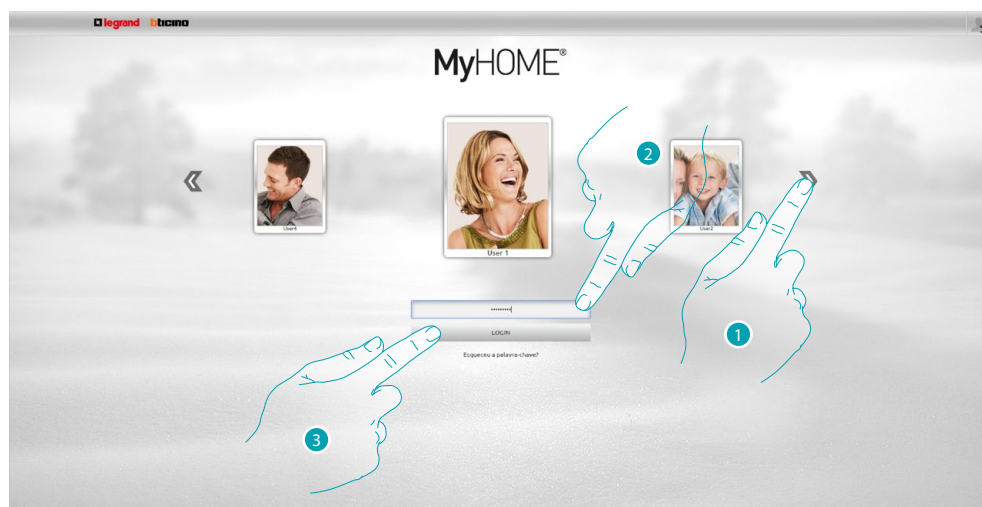 legrand bticino
MyHOME®
User4
User 1
User2
2
1
•••••••••
LOGIN
Esqueceu a palavra-chave?
3